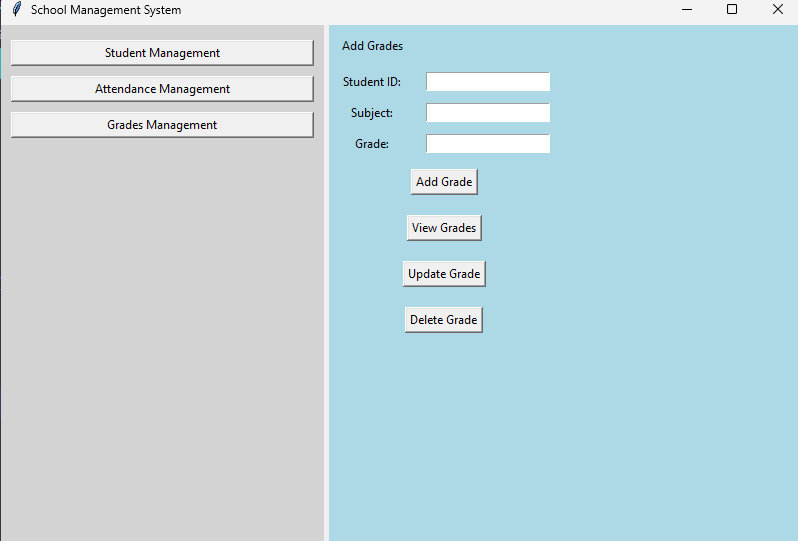 School Management System
Student Management
Attendance Management
Grades Management
Add Grades
Student ID:
Subject:
Grade:
Add Grade
View Grades
Update Grade
Delete Grade